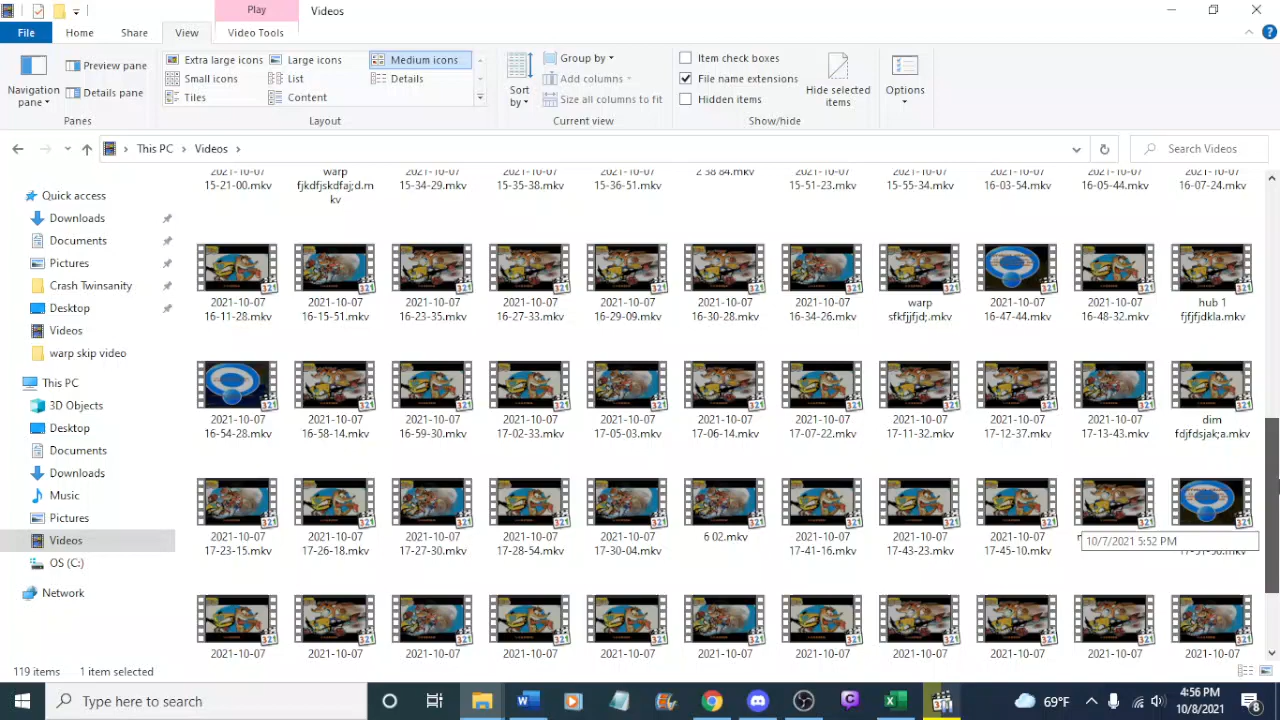 Play
Videos
File
Home
Share
View
Video Tools
Navigation
pane
Preview pane
Details pane
Panes
Extra large icons
Large icons
Medium icons
Small icons
List
Details
Tiles
Content
Layout
Sort
by
Group by
Add columns
Size all columns to fit
Current view
Item check boxes
File name extensions
Hidden items
Hide selected
items
Show/hide
Options
This PC
Videos
Search Videos
Quick access
Downloads
Documents
Pictures
Crash Twinsanity
Desktop
Videos
warp skip video
This PC
3D Objects
Desktop
Documents
Downloads
Music
Pictures
Videos
OS (C:)
Network
2021-10-07 warp 2021-10-07 2021-10-07 2021-10-07 2 38 84.mkv 2021-10-07 2021-10-07 2021-10-07 2021-10-07 2021-10-07
15-21-00.mkv fjkdfjskdfaj;d.m 15-34-29.mkv 15-35-38.mkv 15-36-51.mkv 15-51-23.mkv 15-55-34.mkv 16-03-54.mkv 16-05-44.mkv 16-07-24.mkv
kv
2021-10-07 2021-10-07 2021-10-07 2021-10-07 2021-10-07 2021-10-07 2021-10-07 warp 2021-10-07 2021-10-07 hub 1
16-11-28.mkv 16-15-51.mkv 16-23-35.mkv 16-27-33.mkv 16-29-09.mkv 16-30-28.mkv 16-34-26.mkv sfkfjjfjd;.mkv 16-47-44.mkv 16-48-32.mkv fjfjfjdkla.mkv
2021-10-07 2021-10-07 2021-10-07 2021-10-07 2021-10-07 2021-10-07 2021-10-07 2021-10-07 2021-10-07 2021-10-07 dim
16-54-28.mkv 16-58-14.mkv 16-59-30.mkv 17-02-33.mkv 17-05-03.mkv 17-06-14.mkv 17-07-22.mkv 17-11-32.mkv 17-12-37.mkv 17-13-43.mkv fdjfdsjak;a.mkv
2021-10-07 2021-10-07 2021-10-07 2021-10-07 2021-10-07 6 02.mkv 2021-10-07 2021-10-07 2021-10-07
17-23-15.mkv 17-26-18.mkv 17-27-30.mkv 17-28-54.mkv 17-30-04.mkv 17-41-16.mkv 17-43-23.mkv 17-45-10.mkv
10/7/2021 5:52 PM
2021-10-07 2021-10-07 2021-10-07 2021-10-07 2021-10-07 2021-10-07 2021-10-07 2021-10-07 2021-10-07 2021-10-07 2021-10-07
119 items 1 item selected
Type here to search
69°F
4:56 PM
10/8/2021
8